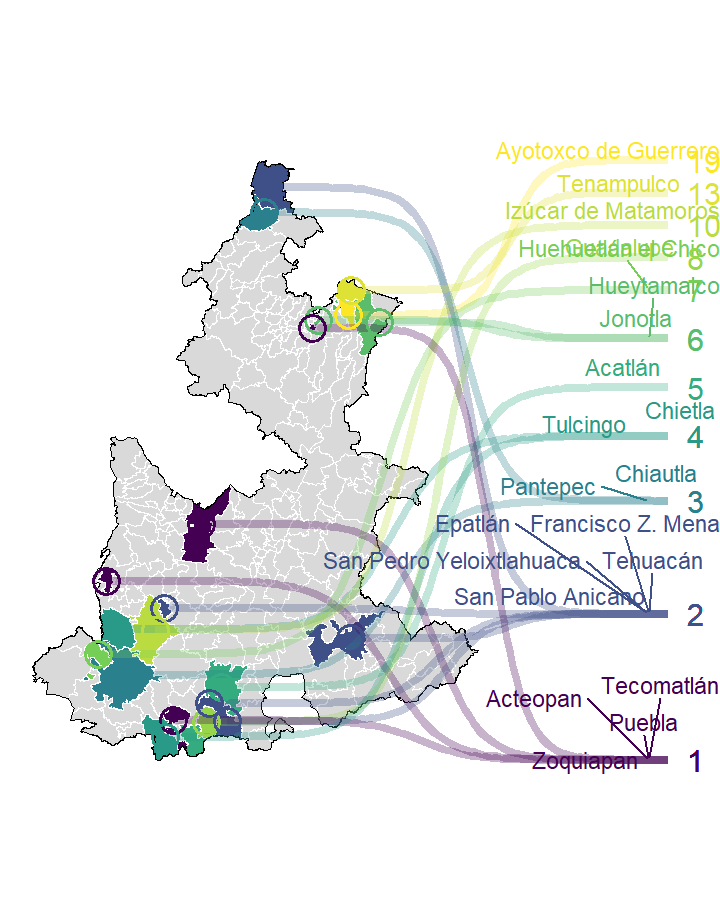 Ayotoxco de Guerrero
19
Tenampulco
13
Izúcar de Matamoros
10
Huehuetlán el Chico
8
Hueytamalco
7
Jonotla
6
Acatlán
5
Chietla
Tulcingo
4
Chiautla
Pantepec
3
Epatlán
Francisco Z. Mena
San Pedro Yeloixtlahuaca
Tehuacán
San Pablo Anicano
2
Tecomatlán
Acteopan
Puebla
Zoquiapan
1